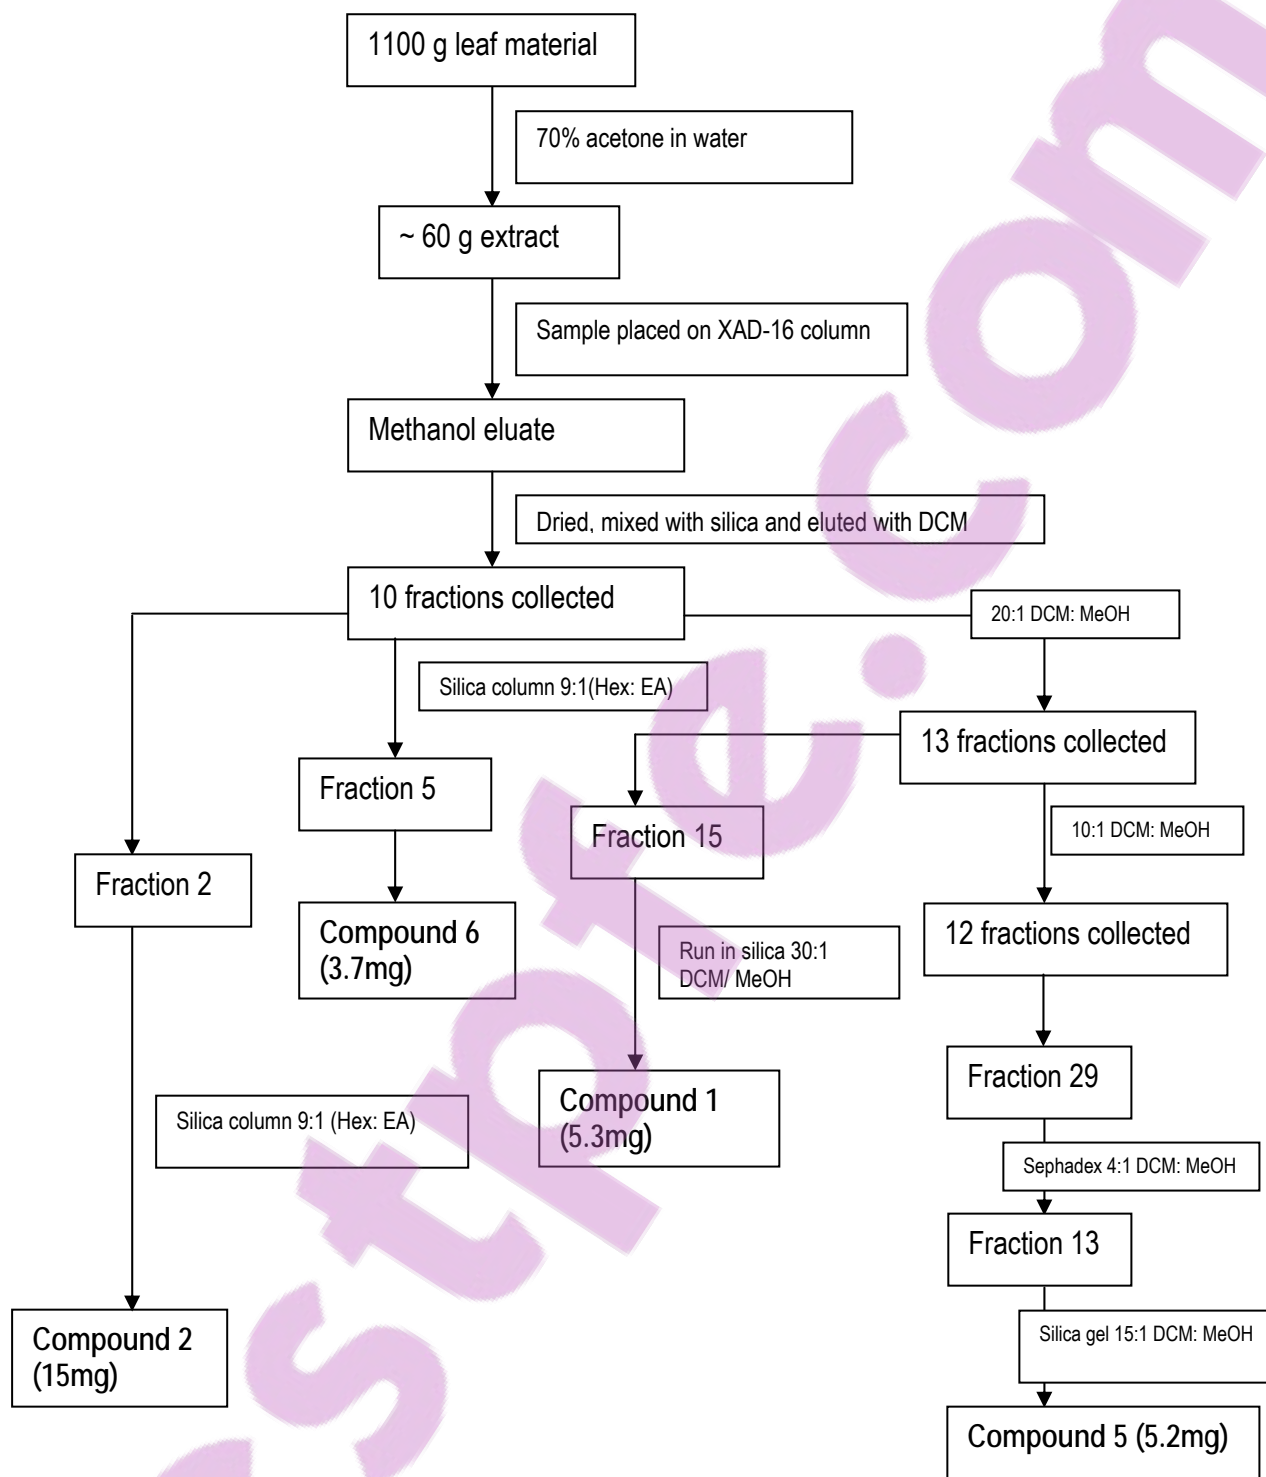 1100 g leaf material
70% acetone in water
~ 60 g extract
Sample placed on XAD-16 column
Methanol eluate
Dried, mixed with silica and eluted with DCM
10 fractions collected
20:1 DCM: MeOH
Silica column 9:1(Hex: EA)
13 fractions collected
Fraction 5
Fraction 15
10:1 DCM: MeOH
Fraction 2
Compound 6
(3.7mg)
Run in silica 30:1
DCM/ MeOH
12 fractions collected
Fraction 29
Compound 1
(5.3mg)
Silica column 9:1 (Hex: EA)
Sephadex 4:1 DCM: MeOH
Fraction 13
Compound 2
(15mg)
Silica gel 15:1 DCM: MeOH
Compound 5 (5.2mg)
stpfe.com